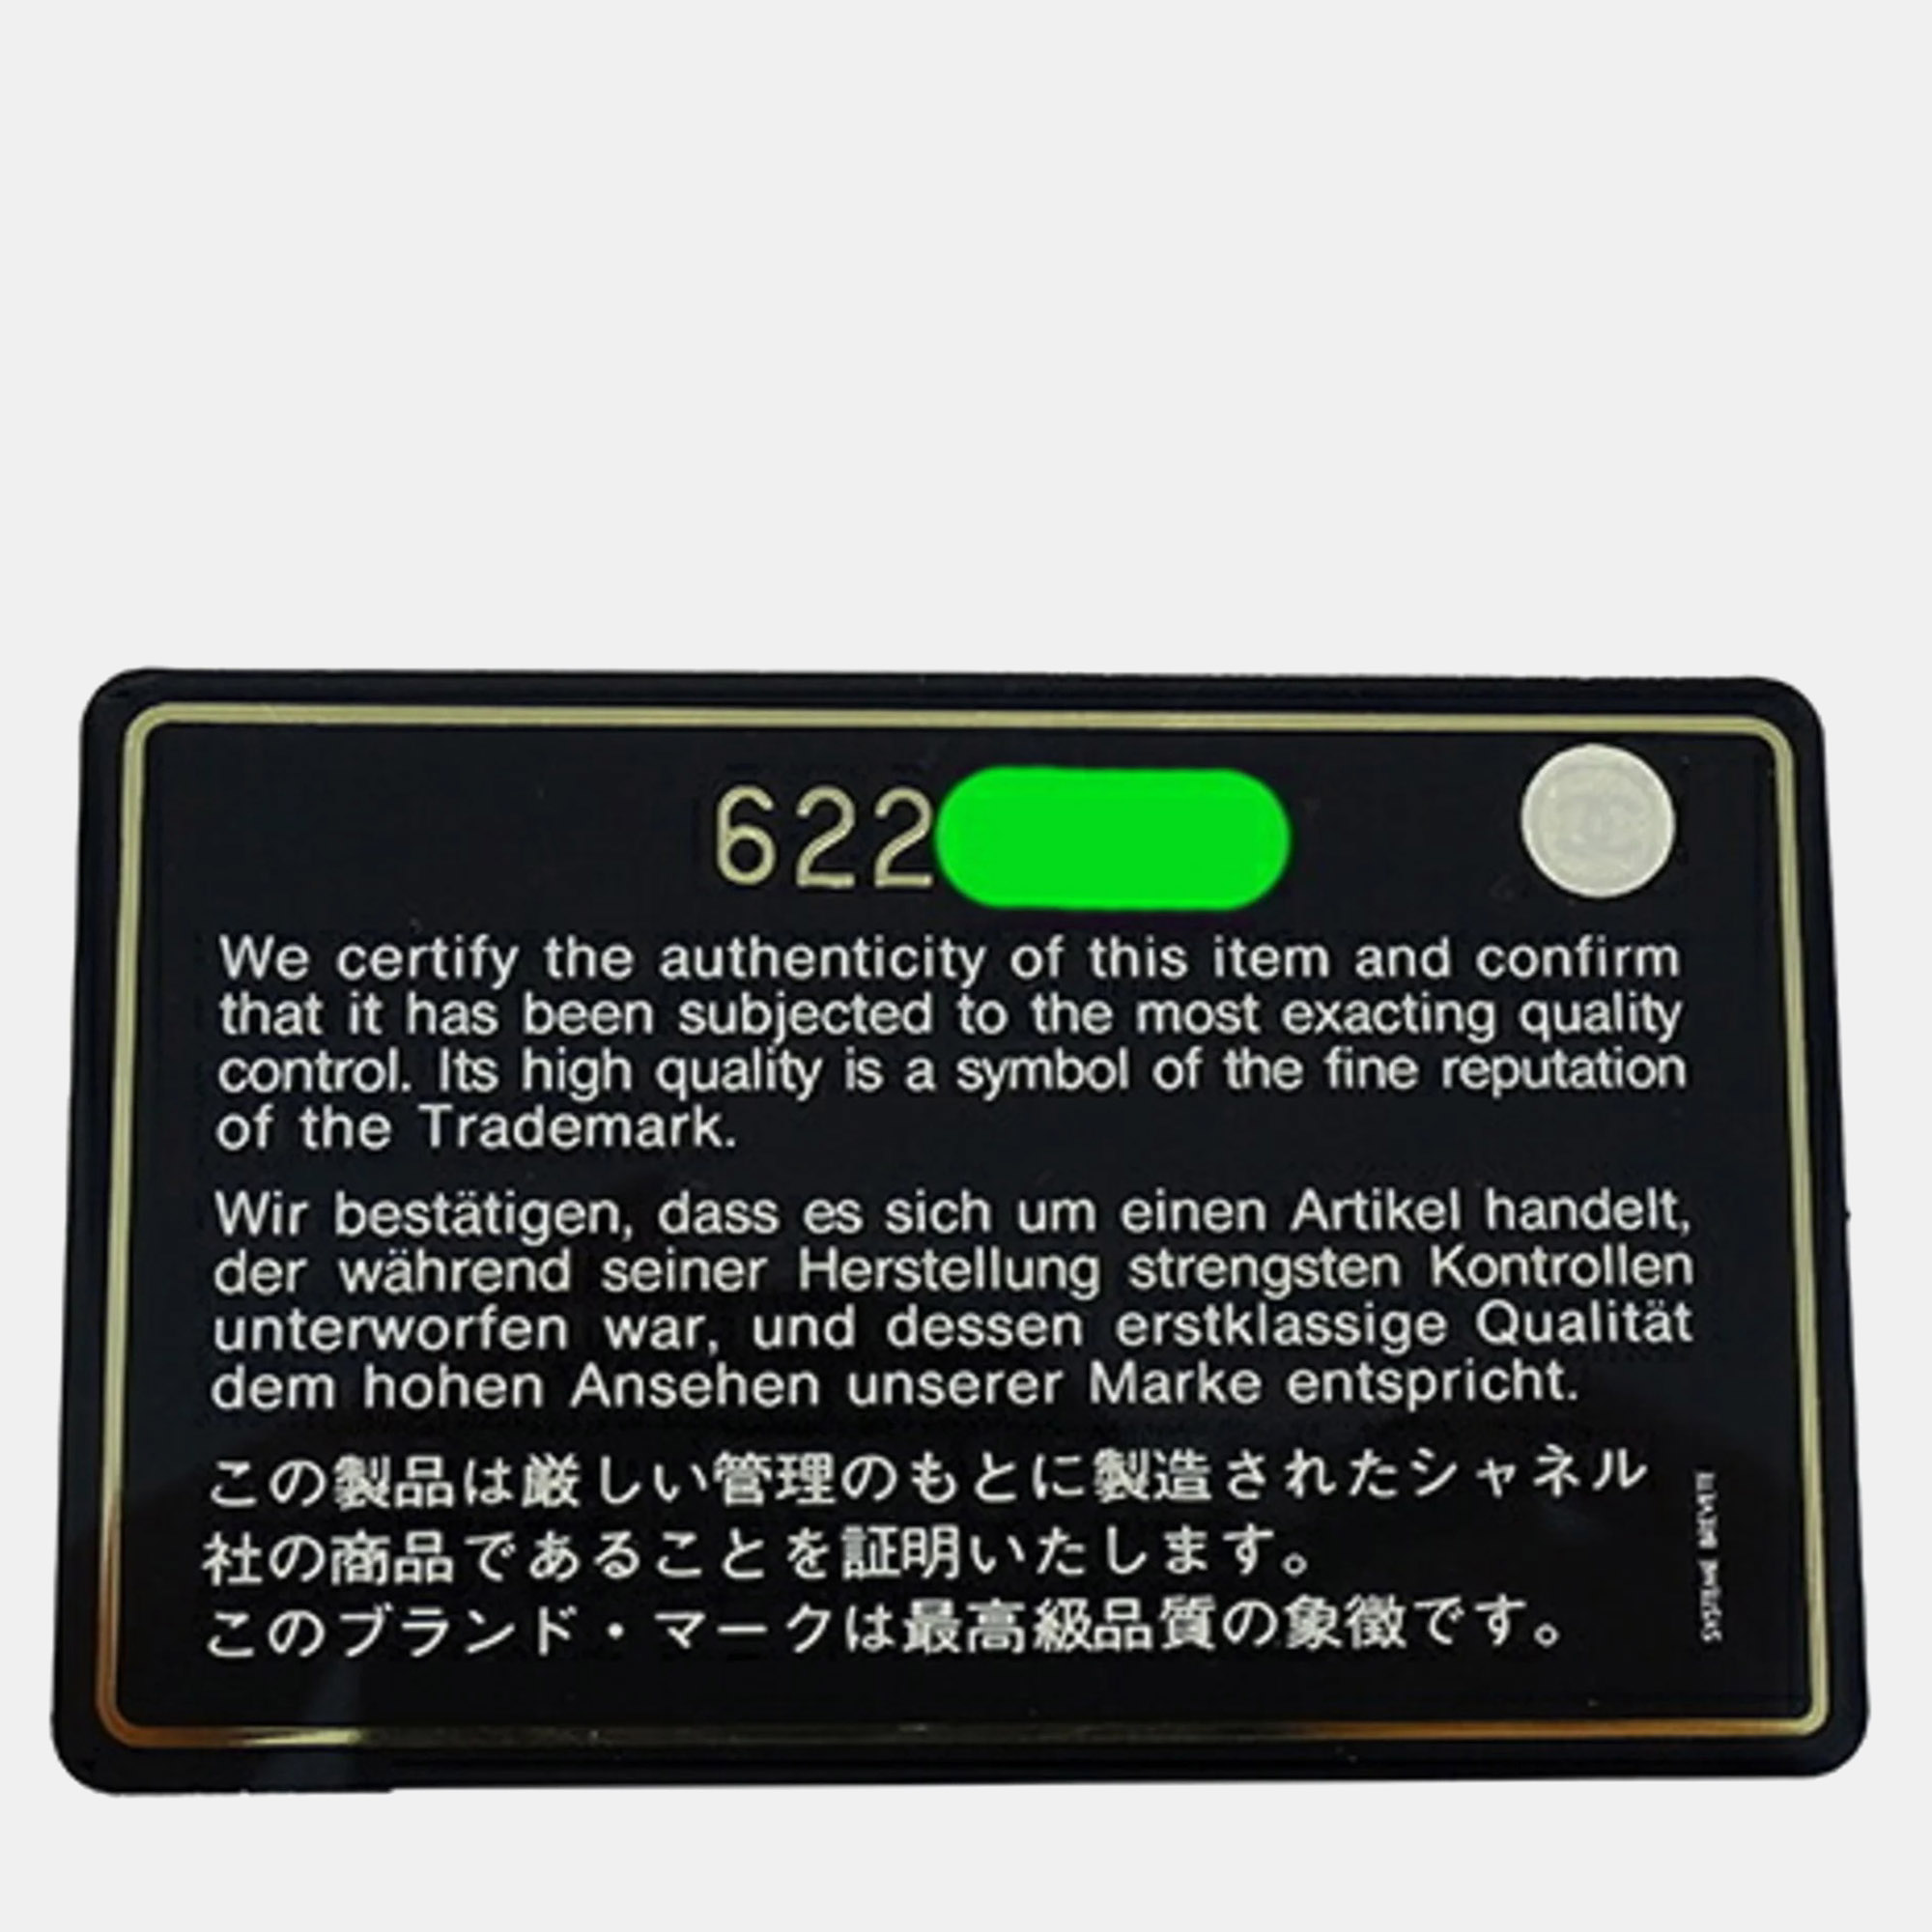 622
We certify the authenticity of this item and confirm
that it has been subjected to the most exacting quality
control. Its high quality is a symbol of the fine reputation
of the Trademark.
Wir bestätigen, dass es sich um einen Artikel handelt,
der während seiner Herstellung strengsten Kontrollen
unterworfen war, und dessen erstklassige Qualität
dem hohen Ansehen unserer Marke entspricht.
この製品は厳しい管理のもとに製造されたシャネル
社の商品であることを証明いたします。
このブランド・マークは最高級品質の象徴です。
SYSTÈME BREVETE